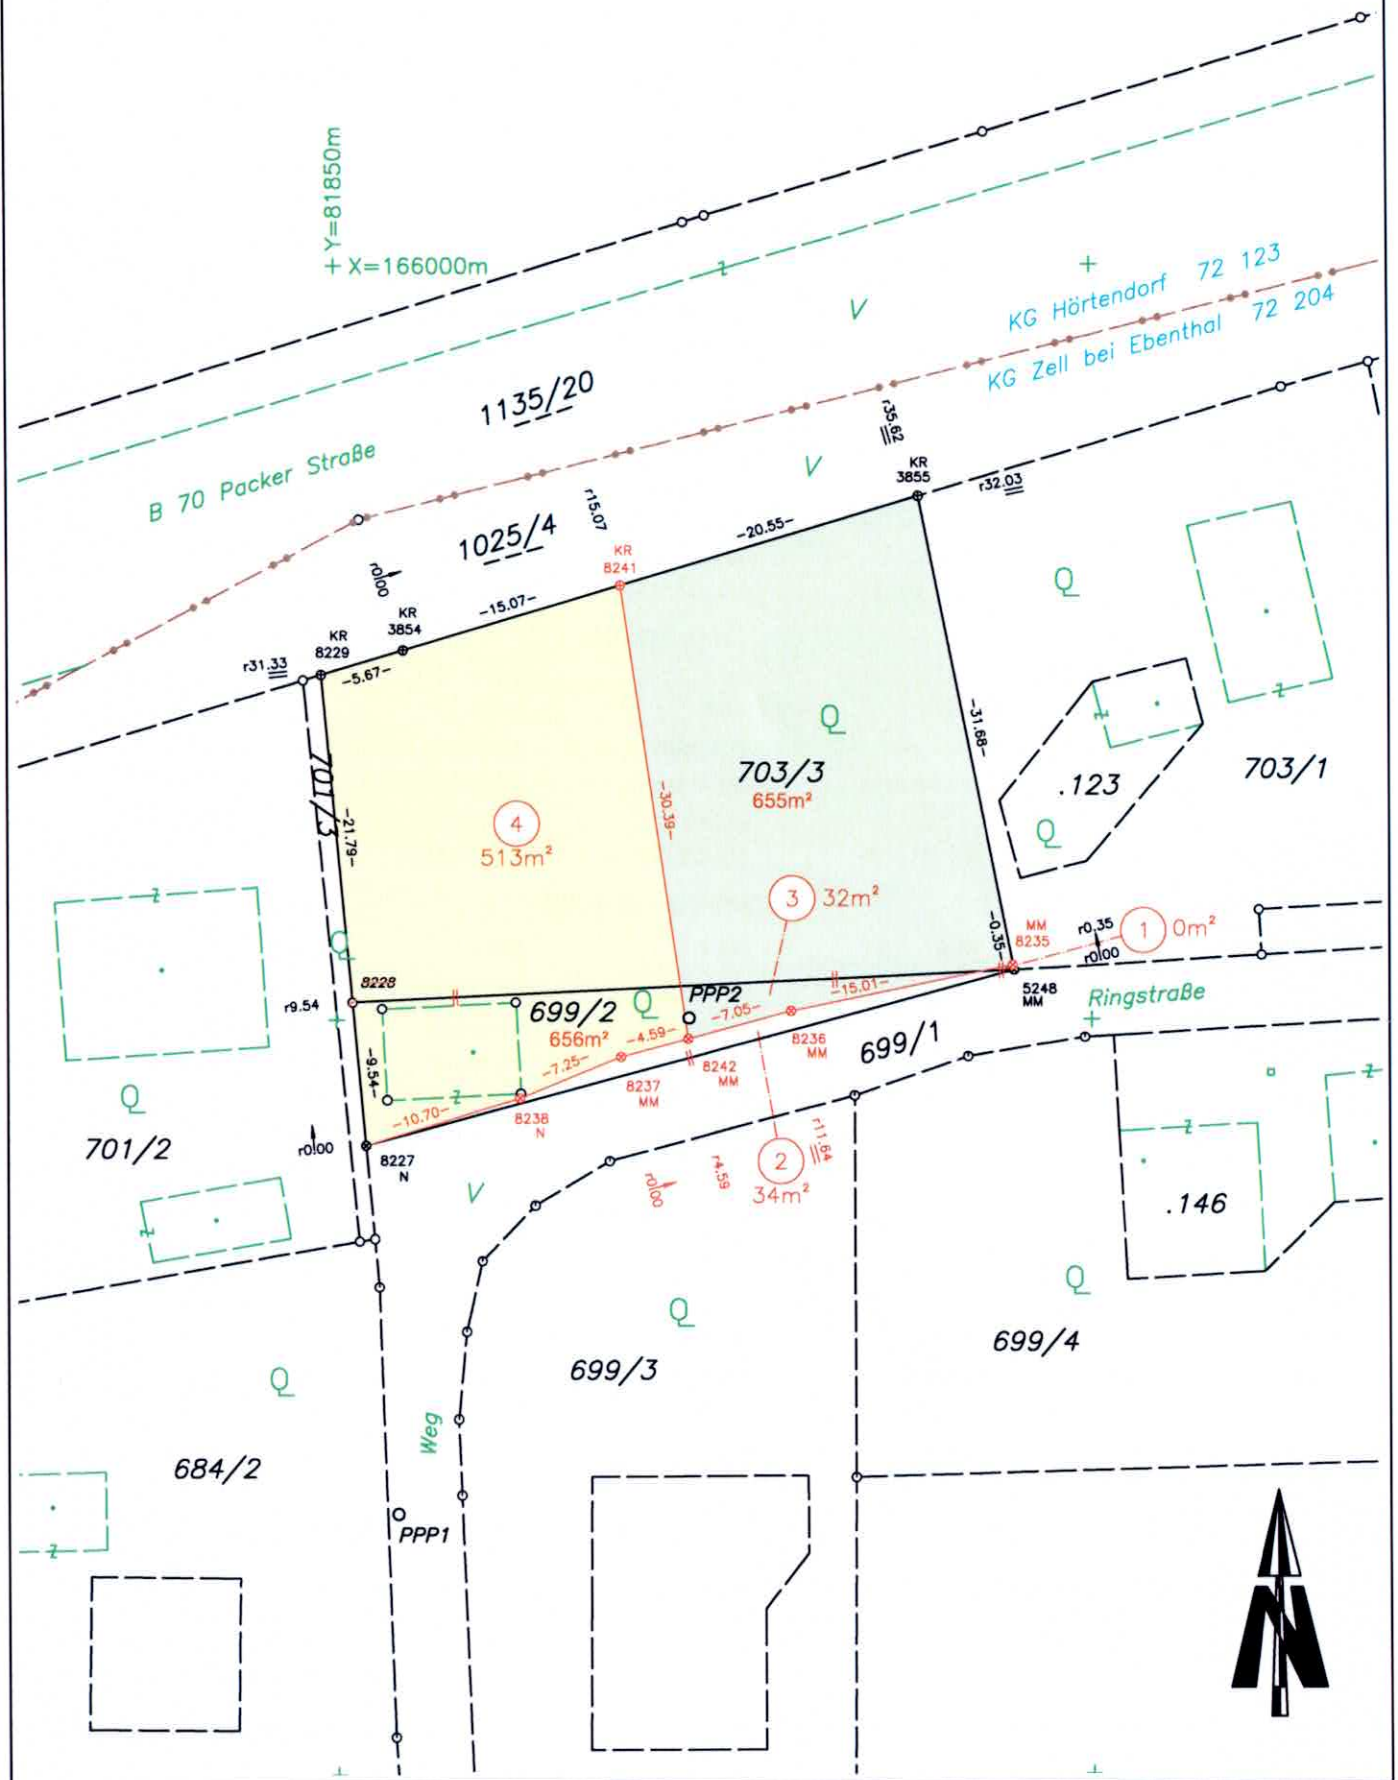 Y=81850m
X=166000m
KG Hörtendorf 72 123
KG Zell bei Ebenthal 72 204
V
1135/20
B 70 Packer Straße
r35.62
V
KR
3855
r32.03
1025/4
r15.07
-20.55-
KR
8241
r0.00
-15.07-
KR
3854
KR
8229
r31.33
-5.67-
Q
Q
703/3
655m²
-31.68-
.123
703/1
Q
701/3
-21.79-
-30.39-
4
513m²
3
32m²
-0.35-
MM
8235
r0.35
r0.00
1
0m²
Q
8228
r9.54
699/2
656m²
Q
PPP2
-7.05-
-15.01-
5248
MM
Ringstraße
-9.54-
-4.59-
-7.25-
8236
MM
699/1
8242
MM
8237
MM
-10.70-
8238
N
Q
701/2
r0.00
8227
N
V
r11.64
r4.59
r0.00
2
34m²
.146
Q
Q
699/4
699/3
Q
Weg
684/2
PPP1
N